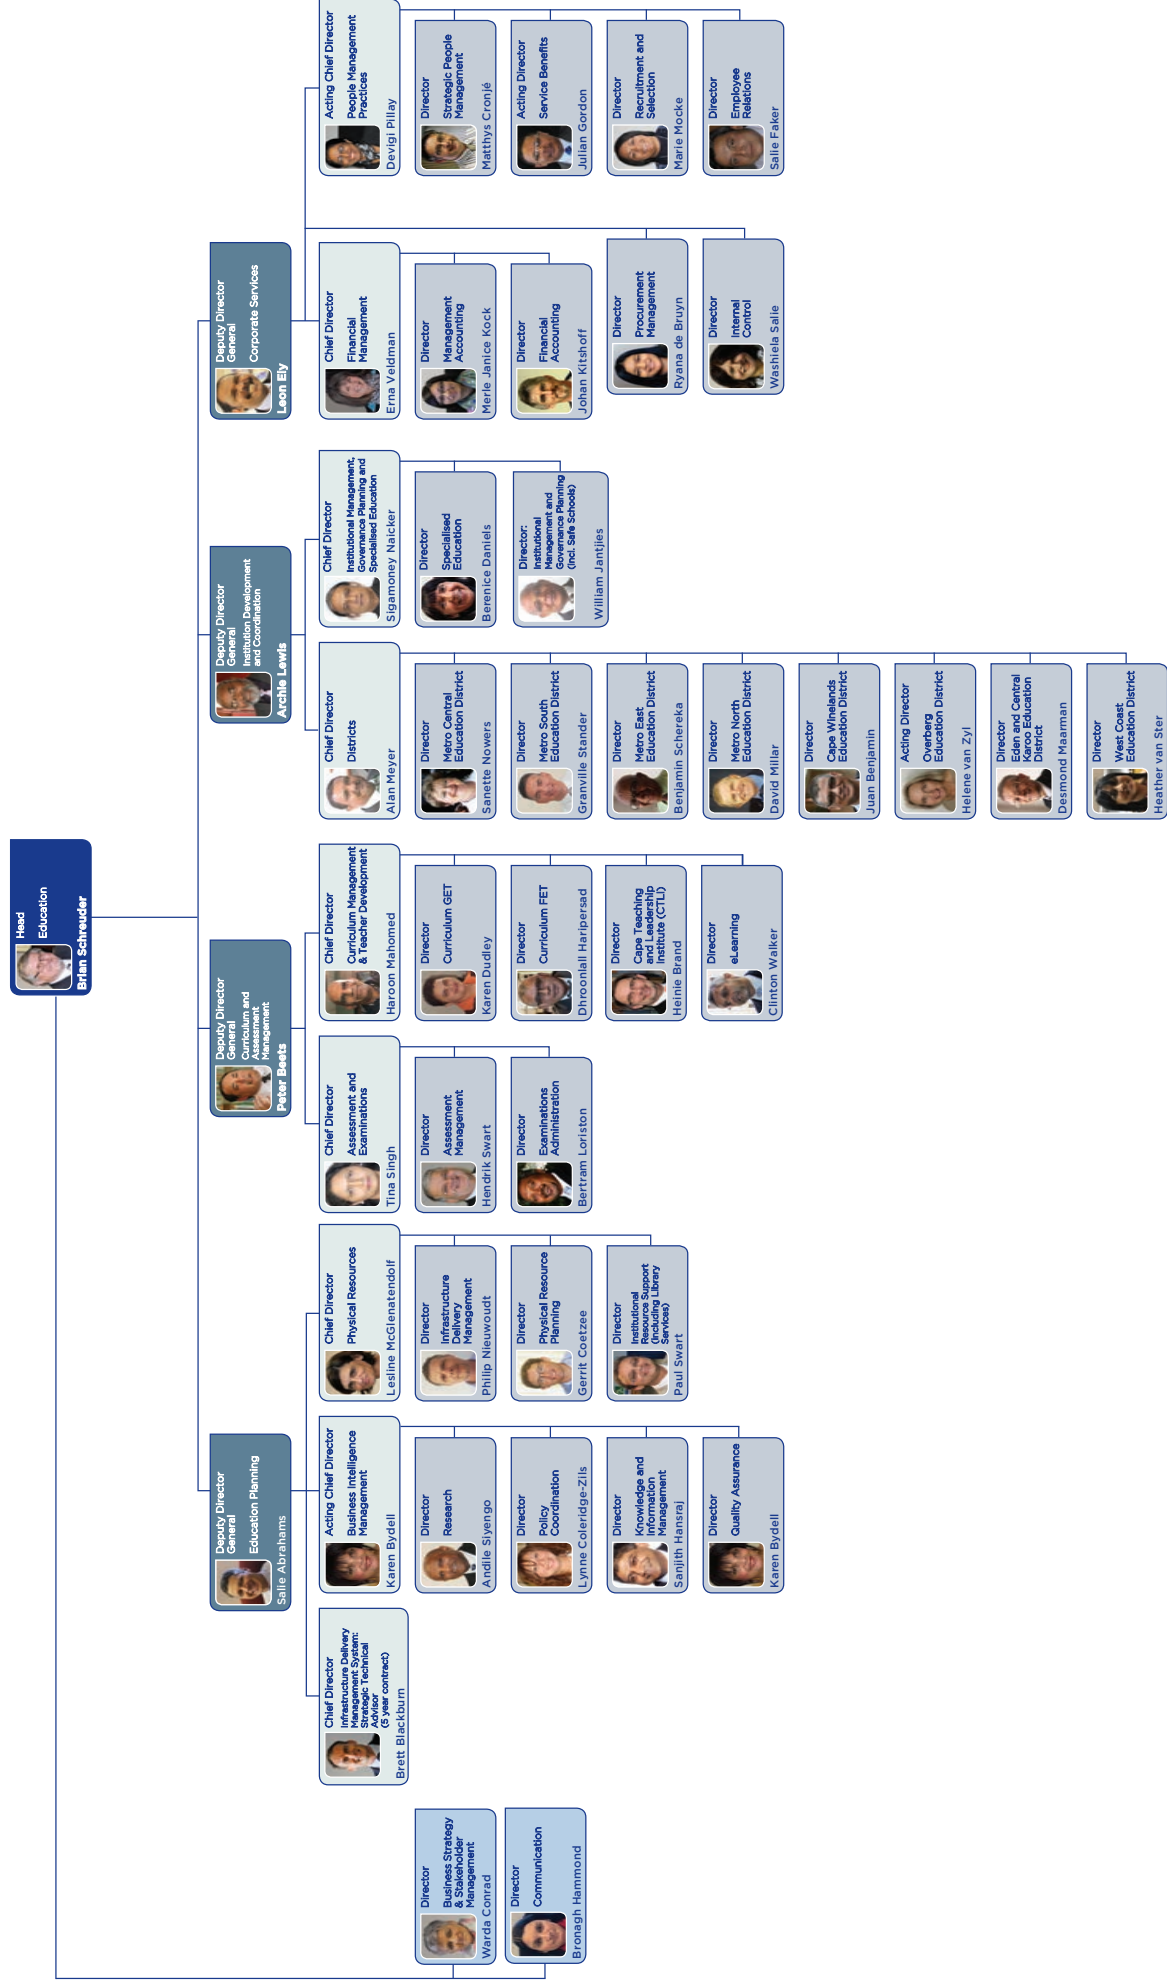 Head
Education
Brian Schreuder
Director
Business Strategy
& Stakeholder
Management
Warda Conrad
Director
Communication
Bronagh Hammond
Deputy Director
General
Education Planning
Salie Abrahams
Chief Director
Infrastructure Delivery
Management System:
Strategic Technical
Advisor
(5 year contract)
Brett Blackburn
Acting Chief Director
Business Intelligence
Management
Karen Bydell
Director
Research
Andile Siyengo
Director
Policy
Coordination
Lynne Coleridge-Zils
Director
Knowledge and
Information
Management
Sanjith Hansraj
Director
Quality Assurance
Karen Bydell
Chief Director
Physical Resources
Lesline McGlenatendolf
Director
Infrastructure
Delivery
Management
Philip Nieuwoudt
Director
Physical Resource
Planning
Gerrit Coetzee
Director
Institutional
Resource Support
(including Library
Services)
Paul Swart
Deputy Director
General
Curriculum and
Assessment
Management
Peter Beets
Chief Director
Assessment and
Examinations
Tina Singh
Director
Assessment
Management
Hendrik Swart
Director
Examinations
Administration
Bertram Loriston
Chief Director
Curriculum Management
& Teacher Development
Haroon Mahomed
Director
Curriculum GET
Karen Dudley
Director
Curriculum FET
Dhroonlall Haripersad
Director
Cape Teaching
and Leadership
Institute (CTLI)
Heinie Brand
Director
eLearning
Clinton Walker
Deputy Director
General
Institution Development
and Coordination
Archie Lewis
Chief Director
Districts
Alan Meyer
Director
Metro Central
Education District
Sanette Nowers
Director
Metro South
Education District
Granville Stander
Director
Metro East
Education District
Benjamin Schereka
Director
Metro North
Education District
David Millar
Director
Cape Winelands
Education District
Juan Benjamin
Acting Director
Overberg
Education District
Helene van Zyl
Director
Eden and Central
Karoo Education
District
Desmond Maarman
Director
West Coast
Education District
Heather van Ster
Chief Director
Institutional Management,
Governance Planning and
Specialised Education
Sigamoney Naicker
Director
Specialised
Education
Berenice Daniels
Director:
Institutional
Management and
Governance Planning
(Incl. Safe Schools)
William Jantjies
Deputy Director
General
Corporate Services
Leon Ely
Chief Director
Financial
Management
Erna Veldman
Director
Management
Accounting
Merle Janice Kock
Director
Financial
Accounting
Johan Kitshoff
Director
Procurement
Management
Ryana de Bruyn
Director
Internal
Control
Washiela Salie
Acting Chief Director
People Management
Practices
Devigi Pillay
Director
Strategic People
Management
Matthys Cronjé
Acting Director
Service Benefits
Julian Gordon
Director
Recruitment and
Selection
Marie Mocke
Director
Employee
Relations
Salie Faker